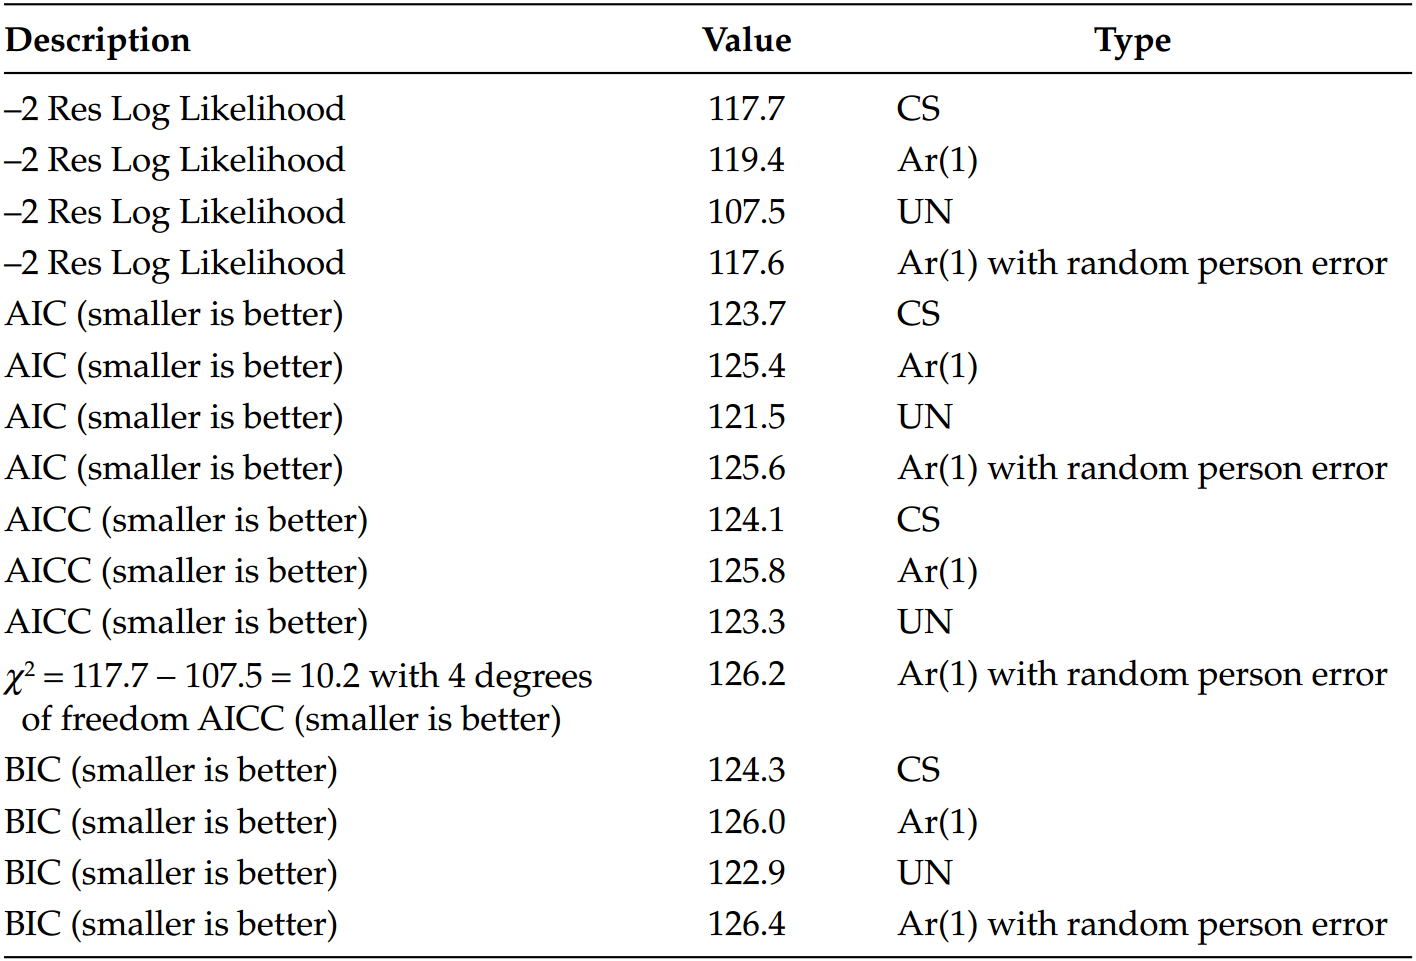 Description Value Type
–2 Res Log Likelihood 117.7 CS
–2 Res Log Likelihood 119.4 Ar(1)
–2 Res Log Likelihood 107.5 UN
–2 Res Log Likelihood 117.6 Ar(1) with random person error
AIC (smaller is better) 123.7 CS
AIC (smaller is better) 125.4 Ar(1)
AIC (smaller is better) 121.5 UN
AIC (smaller is better) 125.6 Ar(1) with random person error
AICC (smaller is better) 124.1 CS
AICC (smaller is better) 125.8 Ar(1)
AICC (smaller is better) 123.3 UN
χ² = 117.7 – 107.5 = 10.2 with 4 degrees 126.2 Ar(1) with random person error
of freedom AICC (smaller is better)
BIC (smaller is better) 124.3 CS
BIC (smaller is better) 126.0 Ar(1)
BIC (smaller is better) 122.9 UN
BIC (smaller is better) 126.4 Ar(1) with random person error